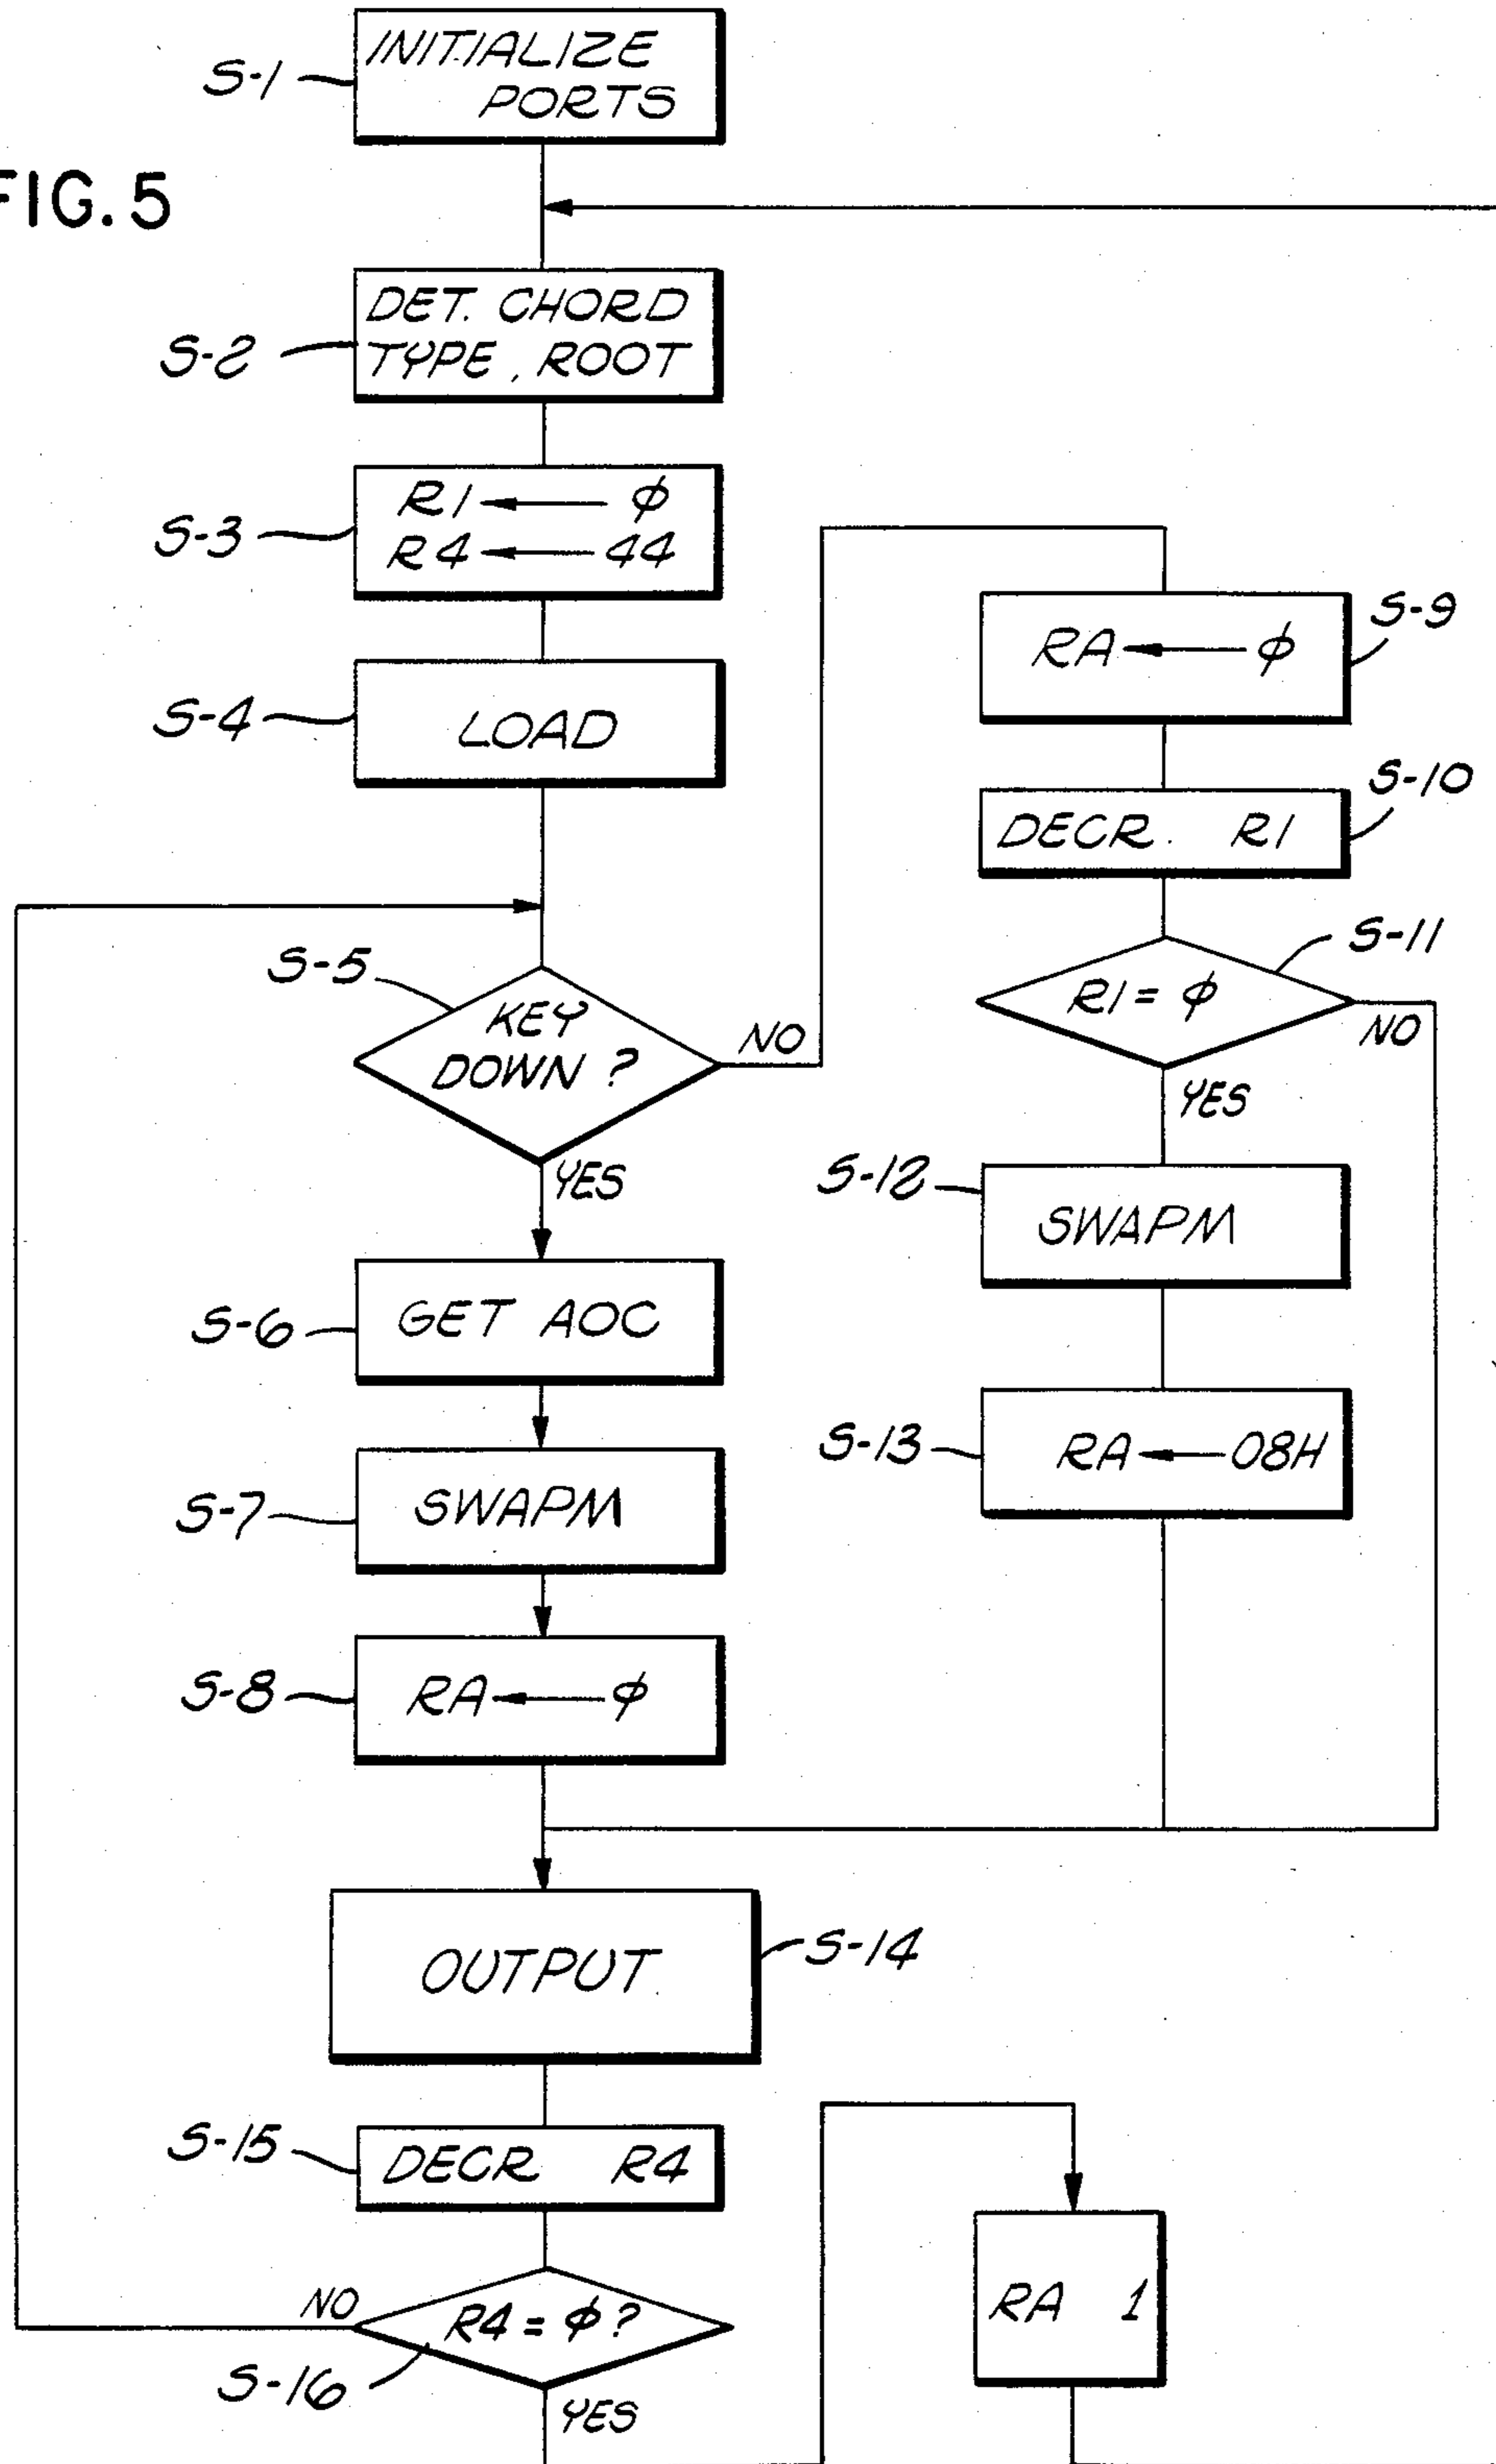 FIG. 5
S-1
INITIALIZE
PORTS
S-2
DET. CHORD
TYPE, ROOT
S-3
R1 ← ϕ
R4 ← 44
S-4
LOAD
S-5
KEY
DOWN ?
NO
YES
S-6
GET AOC
S-7
SWAPM
S-8
RA ← ϕ
S-9
RA ← ϕ
S-10
DECR. R1
S-11
R1 = ϕ
NO
YES
S-12
SWAPM
S-13
RA ← 08H
OUTPUT
S-14
S-15
DECR R4
NO
R4 = ϕ?
S-16
YES
RA 1